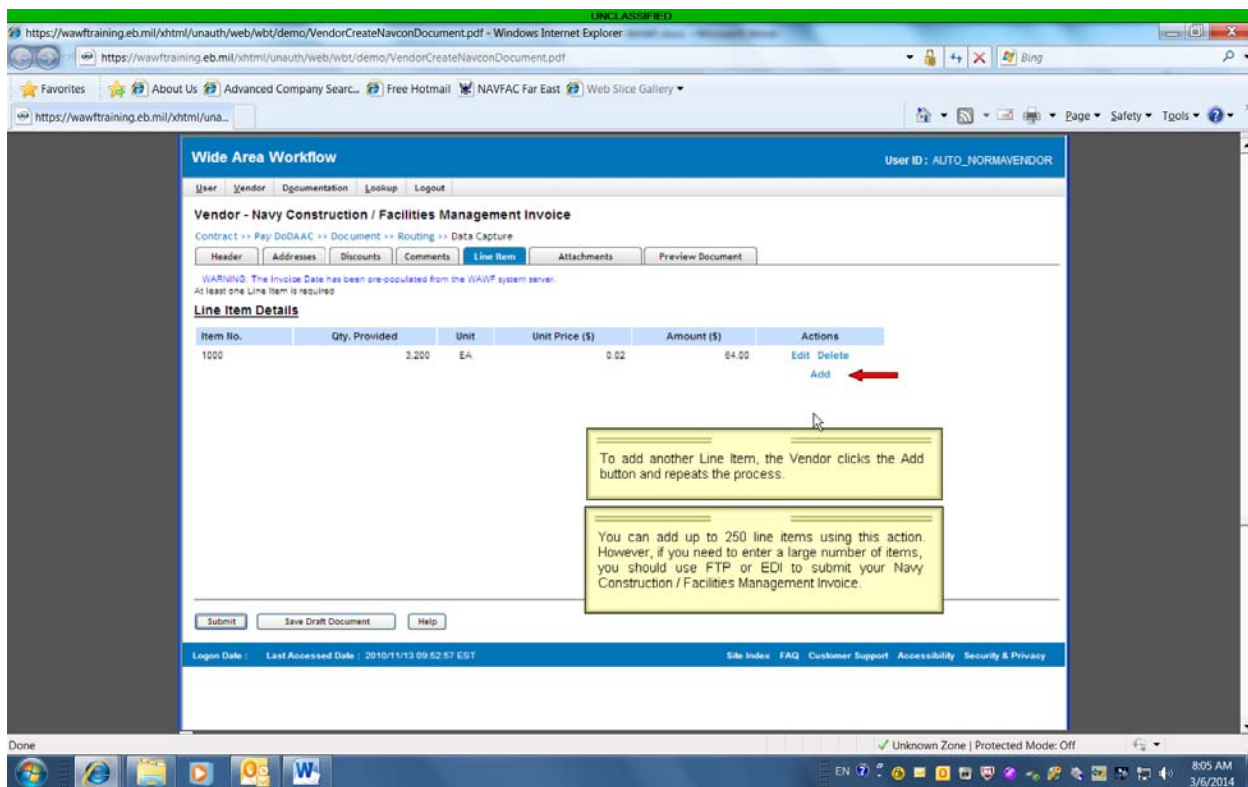 UNCLASSIFIED
https://wawftraining.eb.mil/xhtml/unauth/web/wbt/demo/VendorCreateNavconDocument.pdf - Windows Internet Explorer
https://wawftraining.eb.mil/xhtml/unauth/web/wbt/demo/VendorCreateNavconDocument.pdf
Bing
Favorites About Us Advanced Company Searc... Free Hotmail NAVFAC Far East Web Slice Gallery
https://wawftraining.eb.mil/xhtml/una...
Page Safety Tools
Wide Area Workflow
User ID : AUTO_NORMAVENDOR
User Vendor Documentation Lookup Logout
Vendor - Navy Construction / Facilities Management Invoice
Contract >> Pay DoDAAC >> Document >> Routing >> Data Capture
Header Addresses Discounts Comments Line Item Attachments Preview Document
WARNING: The Invoice Date has been pre-populated from the WAWF system server.
At least one Line Item is required
Line Item Details
Item No. Qty. Provided Unit Unit Price ($) Amount ($) Actions
1000 3,200 EA 0.02 64.00 Edit Delete
Add
To add another Line Item, the Vendor clicks the Add
button and repeats the process.
You can add up to 250 line items using this action.
However, if you need to enter a large number of items,
you should use FTP or EDI to submit your Navy
Construction / Facilities Management Invoice.
Submit Save Draft Document Help
Logon Date : Last Accessed Date : 2010/11/13 09:52:57 EST
Site Index FAQ Customer Support Accessibility Security & Privacy
Done
Unknown Zone | Protected Mode: Off
EN
8:05 AM
3/6/2014